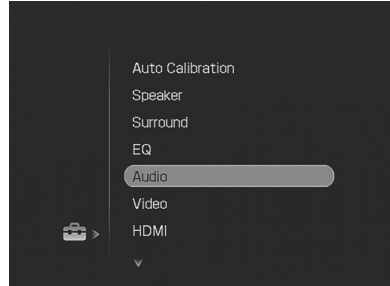 Auto Calibration
Speaker
Surround
EQ
Audio
Video
HDMI